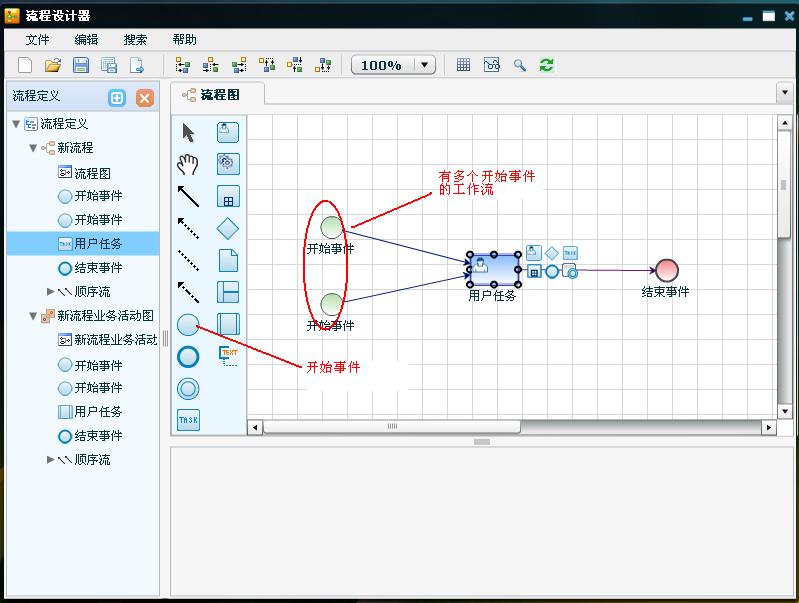 流程设计器
文件 编辑 搜索 帮助
100%
流程定义
流程图
流程定义
新流程
流程图
开始事件
开始事件
用户任务
结束事件
顺序流
新流程业务活动图
新流程业务活动
开始事件
开始事件
用户任务
结束事件
顺序流
TASK
TEXT
TASK
有多个开始事件
的工作流
开始事件
开始事件
用户任务
结束事件
开始事件